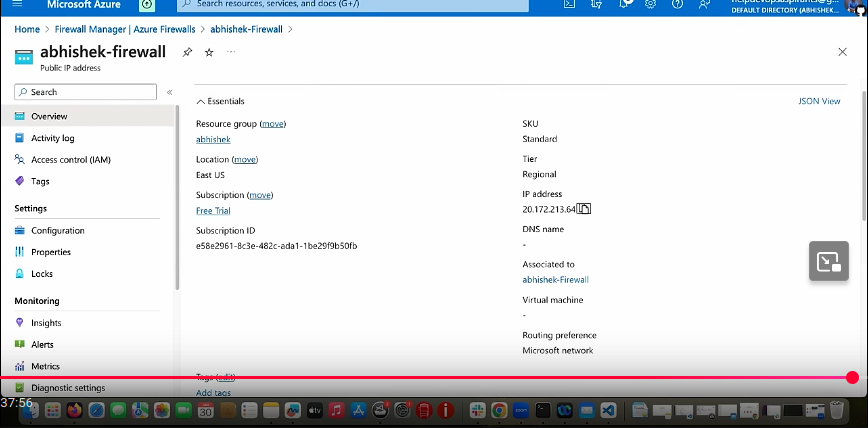 Microsoft Azure
Search resources, services, and docs (G+/)
DEFAULT DIRECTORY (ABHISHEK...
Home > Firewall Manager | Azure Firewalls > abhishek-Firewall >
abhishek-firewall
Public IP address
Search
Overview
Activity log
Access control (IAM)
Tags
Settings
Configuration
Properties
Locks
Monitoring
Insights
Alerts
Metrics
Diagnostic settings
Essentials
JSON View
Resource group (move)
abhishek
Location (move)
East US
Subscription (move)
Free Trial
Subscription ID
e58e2961-8c3e-482c-ada1-1be29f9b50fb
SKU
Standard
Tier
Regional
IP address
20.172.213.64
DNS name
-
Associated to
abhishek-Firewall
Virtual machine
-
Routing preference
Microsoft network
Tags (edit)
Add tags
37:56
30
tv
zoom